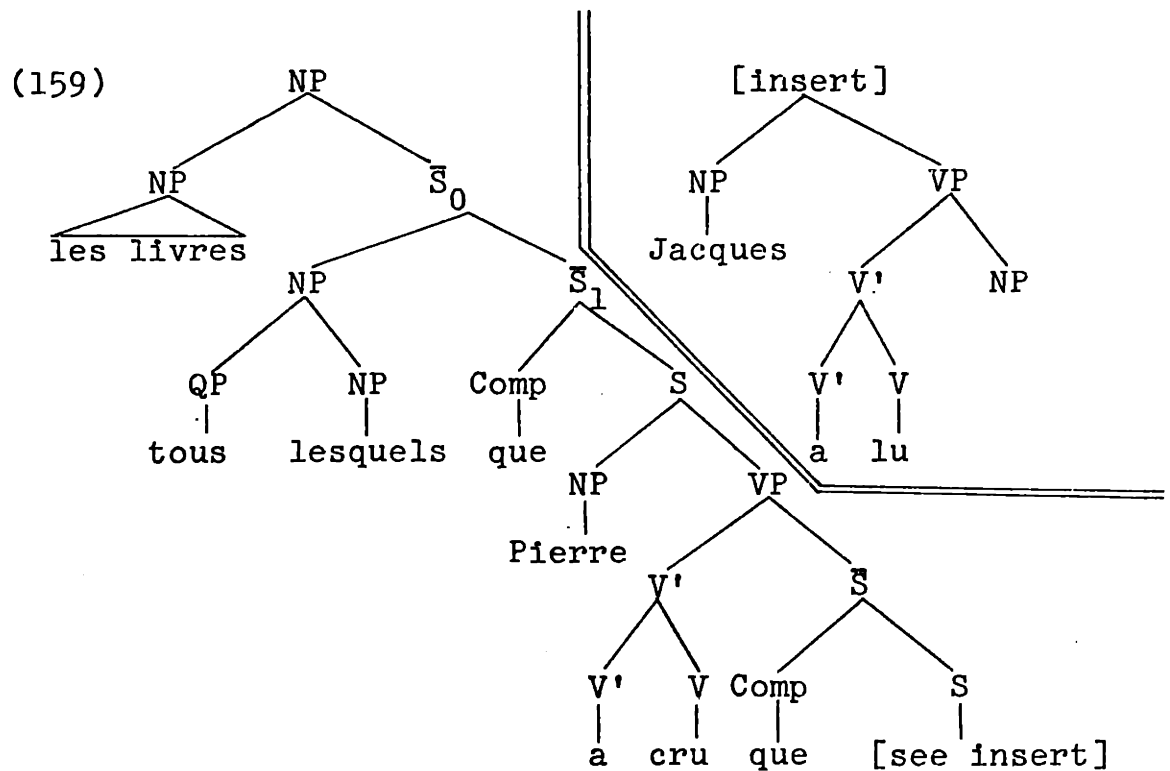 (159) NP [insert]
NP S̄₀ NP VP
les livres Jacques
NP S̄₁ V' NP
QP NP Comp S V' V
tous lesquels que a lu
NP VP
Pierre
V' S̄
V' V Comp S
a cru que [see insert]